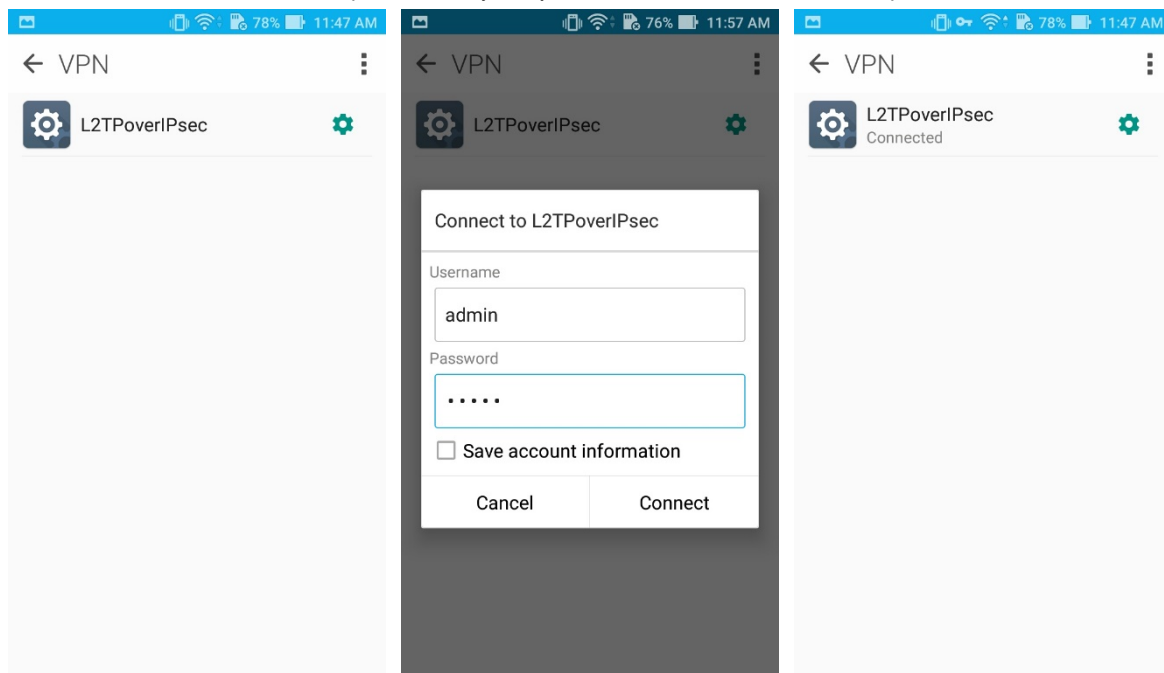 78% 11:47 AM
VPN
L2TPoverIPsec
76% 11:57 AM
VPN
L2TPoverIPsec
Connect to L2TPoverIPsec
Username
admin
Password
•••••
Save account information
Cancel Connect
78% 11:47 AM
VPN
L2TPoverIPsec
Connected